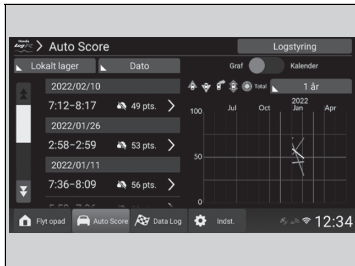 Honda
LogR
Auto Score
Logstyring
Lokalt lager
Dato
Graf
Kalender
2022/02/10
Total
1 år
7:12-8:17
49 pts.
2022/01/26
2:58-2:59
53 pts.
2022/01/11
7:36-8:09
56 pts.
100
Jul
Oct
2022
Jan
Apr
50
0
Flyt opad
Auto Score
Data Log
Indst.
12:34